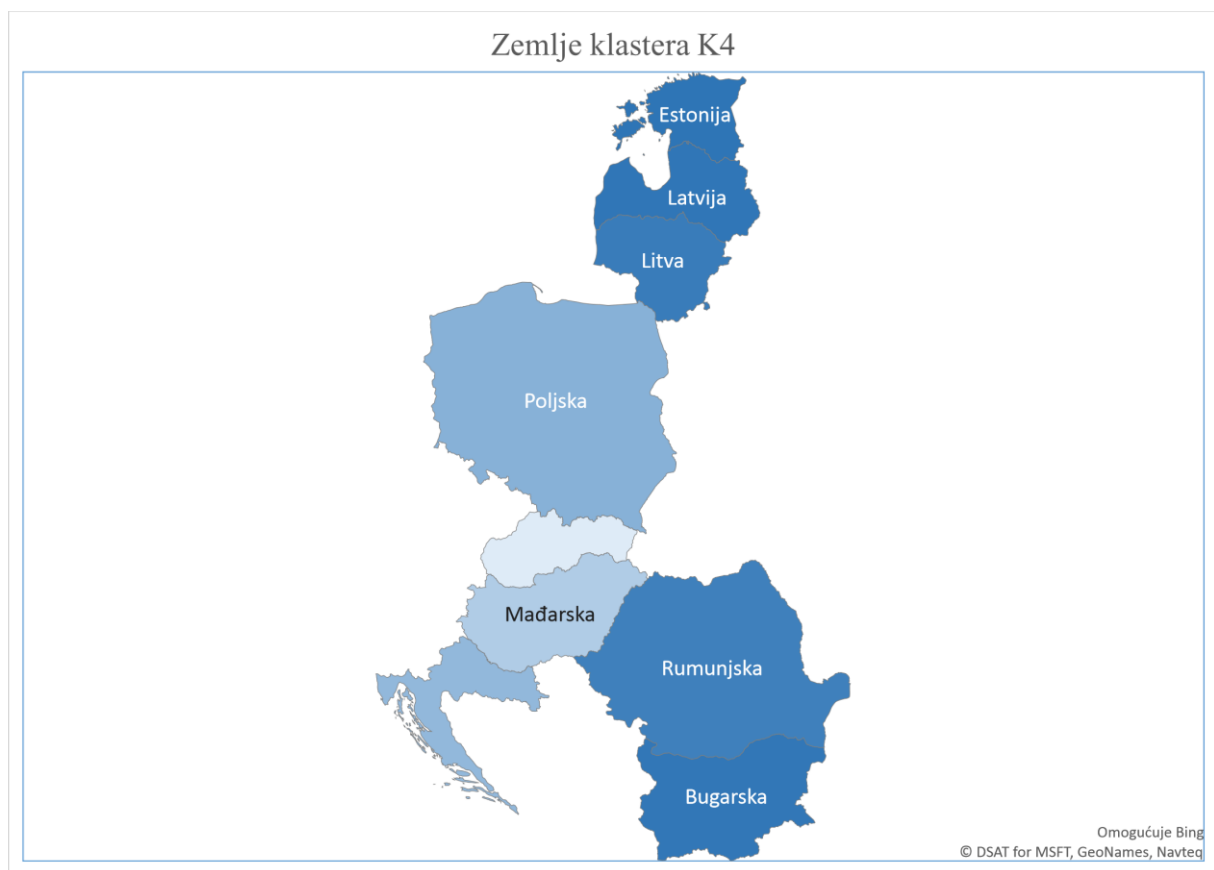 Zemlje klastera K4
Estonija
Latvija
Litva
Poljska
Mađarska
Rumunjska
Bugarska
Omogućuje Bing
© DSAT for MSFT, GeoNames, Navteq